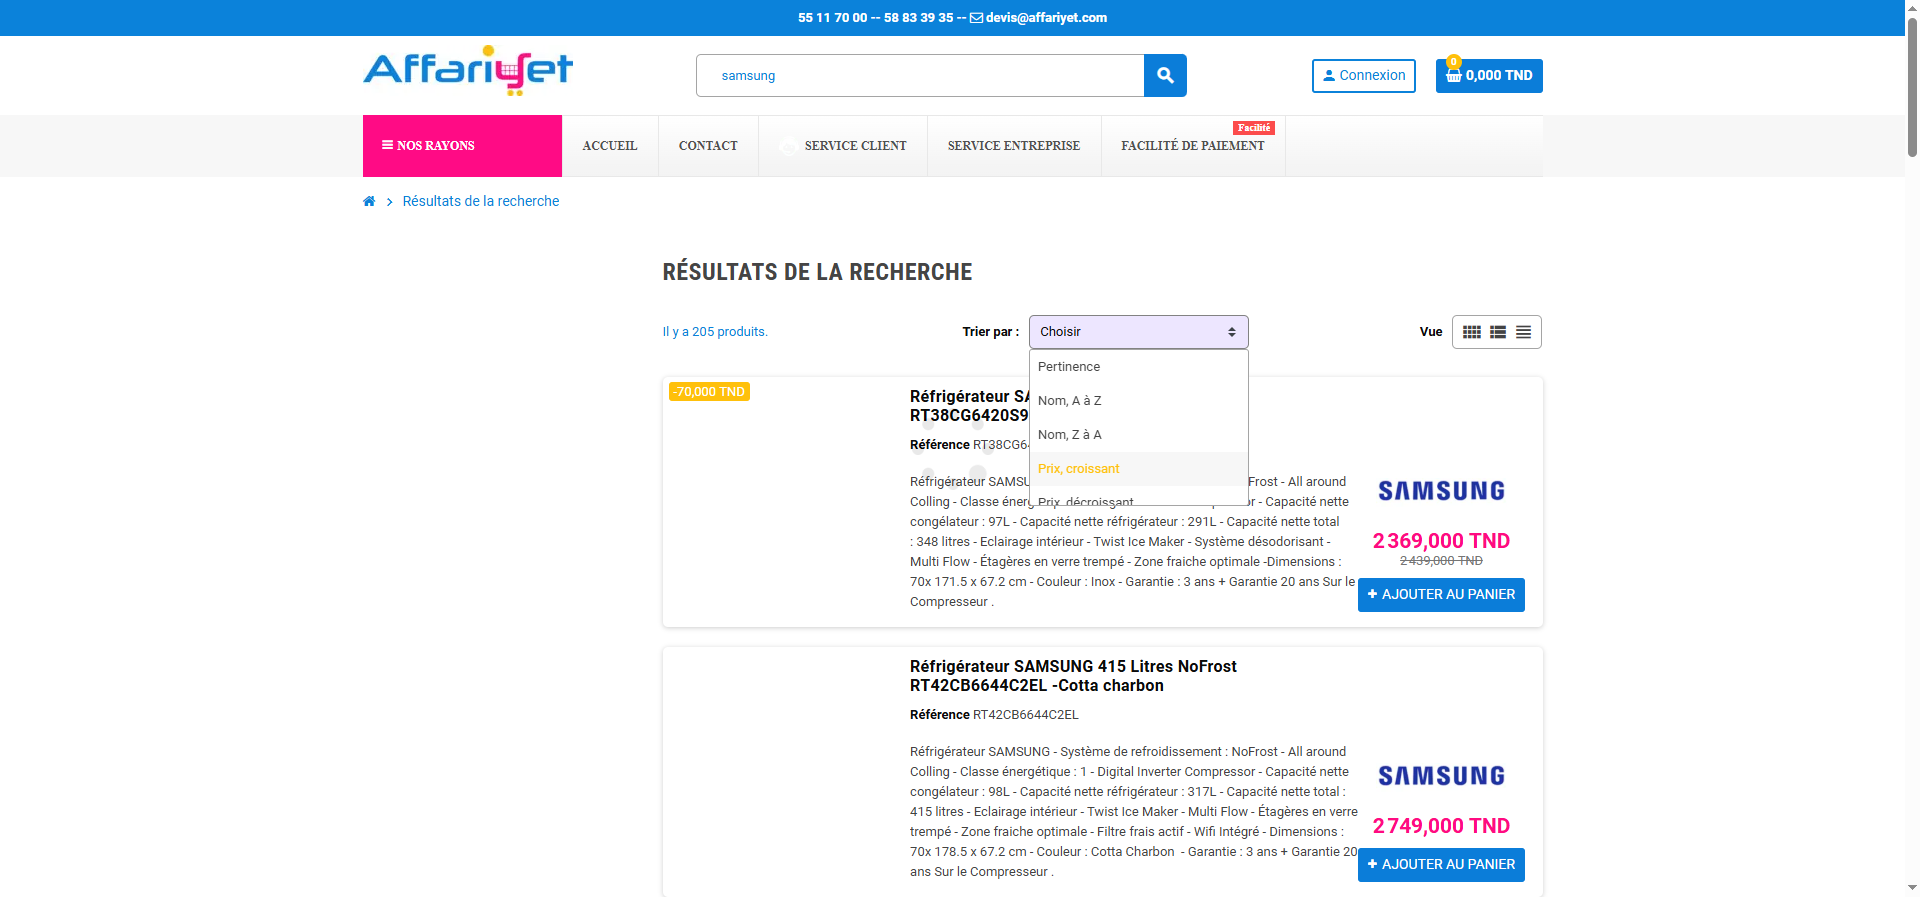 55 11 70 00 -- 58 83 39 35 -- devis@affariyet.com
Affariyet
samsung
Connexion
0
0,000 TND
NOS RAYONS
ACCUEIL
CONTACT
SERVICE CLIENT
SERVICE ENTREPRISE
FACILITÉ DE PAIEMENT
Facilité
Résultats de la recherche
RÉSULTATS DE LA RECHERCHE
Il y a 205 produits.
Trier par :
Choisir
Vue
Pertinence
Nom, A à Z
Nom, Z à A
Prix, croissant
Prix, décroissant
-70,000 TND
Réfrigérateur
RT38CG6420S9
Référence
Réfrigérateur Frost - All around
Colling - Classe - Capacité nette
congélateur : 97L - Capacité nette réfrigérateur : 291L - Capacité nette total
: 348 litres - Eclairage intérieur - Twist Ice Maker - Système désodorisant -
Multi Flow - Étagères en verre trempé - Zone fraiche optimale -Dimensions :
70x 171.5 x 67.2 cm - Couleur : Inox - Garantie : 3 ans + Garantie 20 ans Sur le
Compresseur .
SAMSUNG
2 369,000 TND
2 439,000 TND
+ AJOUTER AU PANIER
Réfrigérateur SAMSUNG 415 Litres NoFrost
RT42CB6644C2EL -Cotta charbon
Référence RT42CB6644C2EL
Réfrigérateur SAMSUNG - Système de refroidissement : NoFrost - All around
Colling - Classe énergétique : 1 - Digital Inverter Compressor - Capacité nette
congélateur : 98L - Capacité nette réfrigérateur : 317L - Capacité nette total :
415 litres - Eclairage intérieur - Twist Ice Maker - Multi Flow - Étagères en verre
trempé - Zone fraiche optimale - Filtre frais actif - Wifi Intégré - Dimensions :
70x 178.5 x 67.2 cm - Couleur : Cotta Charbon - Garantie : 3 ans + Garantie 20
ans Sur le Compresseur .
SAMSUNG
2 749,000 TND
+ AJOUTER AU PANIER